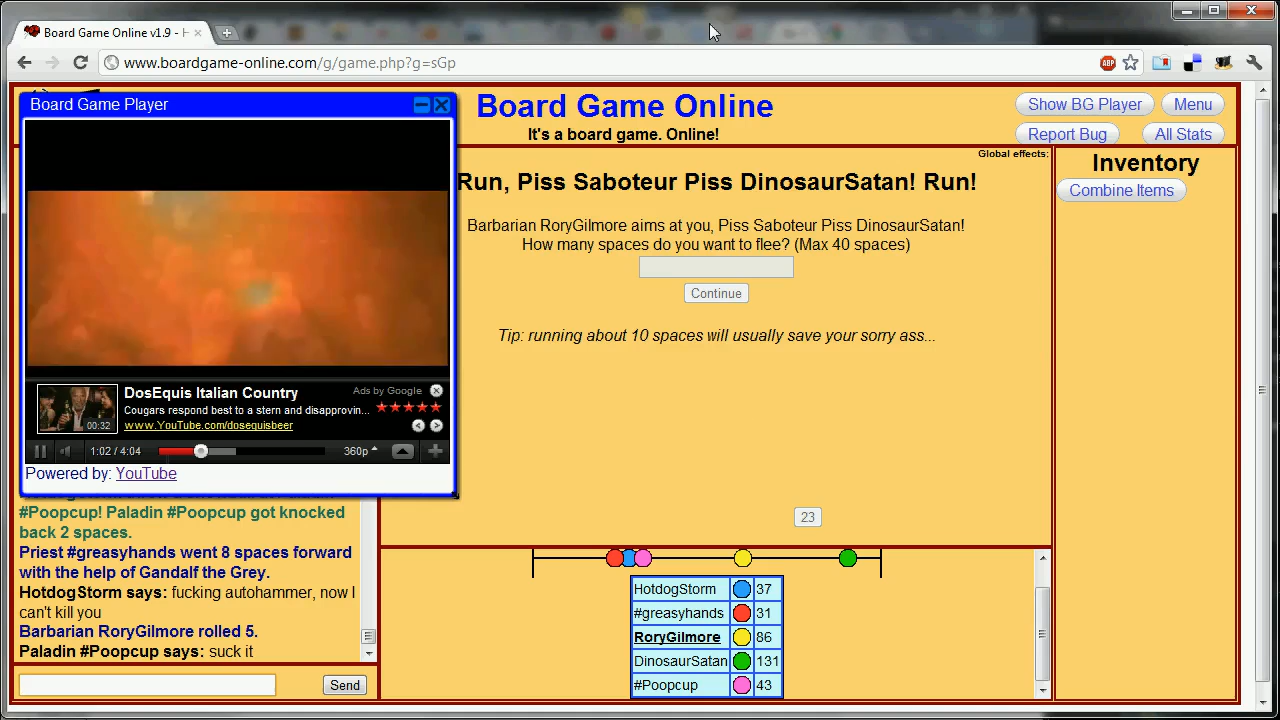 Board Game Online v1.9 - H
www.boardgame-online.com/g/game.php?g=sGp
ABP
Board Game Player
Board Game Online
It's a board game. Online!
Show BG Player
Menu
Report Bug
All Stats
Global effects:
Run, Piss Saboteur Piss DinosaurSatan! Run!
Barbarian RoryGilmore aims at you, Piss Saboteur Piss DinosaurSatan!
How many spaces do you want to flee? (Max 40 spaces)
Continue
Tip: running about 10 spaces will usually save your sorry ass...
23
Inventory
Combine Items
DosEquis Italian Country
Ads by Google
Cougars respond best to a stern and disapprovin...
www.YouTube.com/dosequisbeer
00:32
1:02 / 4:04
360p
Powered by: YouTube
#Poopcup! Paladin #Poopcup got knocked
back 2 spaces.
Priest #greasyhands went 8 spaces forward
with the help of Gandalf the Grey.
HotdogStorm says: fucking autohammer, now I
can't kill you
Barbarian RoryGilmore rolled 5.
Paladin #Poopcup says: suck it
Send
HotdogStorm 37
#greasyhands 31
RoryGilmore 86
DinosaurSatan 131
#Poopcup 43